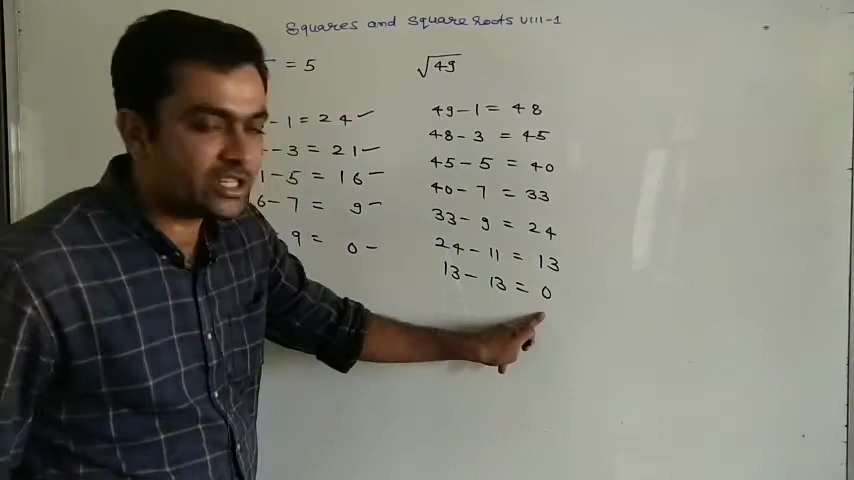 Squares and Square roots VIII-1
= 5
- 1 = 24
- 3 = 21
1 - 5 = 16
6 - 7 = 9
- 9 = 0
√49
49 - 1 = 48
48 - 3 = 45
45 - 5 = 40
40 - 7 = 33
33 - 9 = 24
24 - 11 = 13
13 - 13 = 0